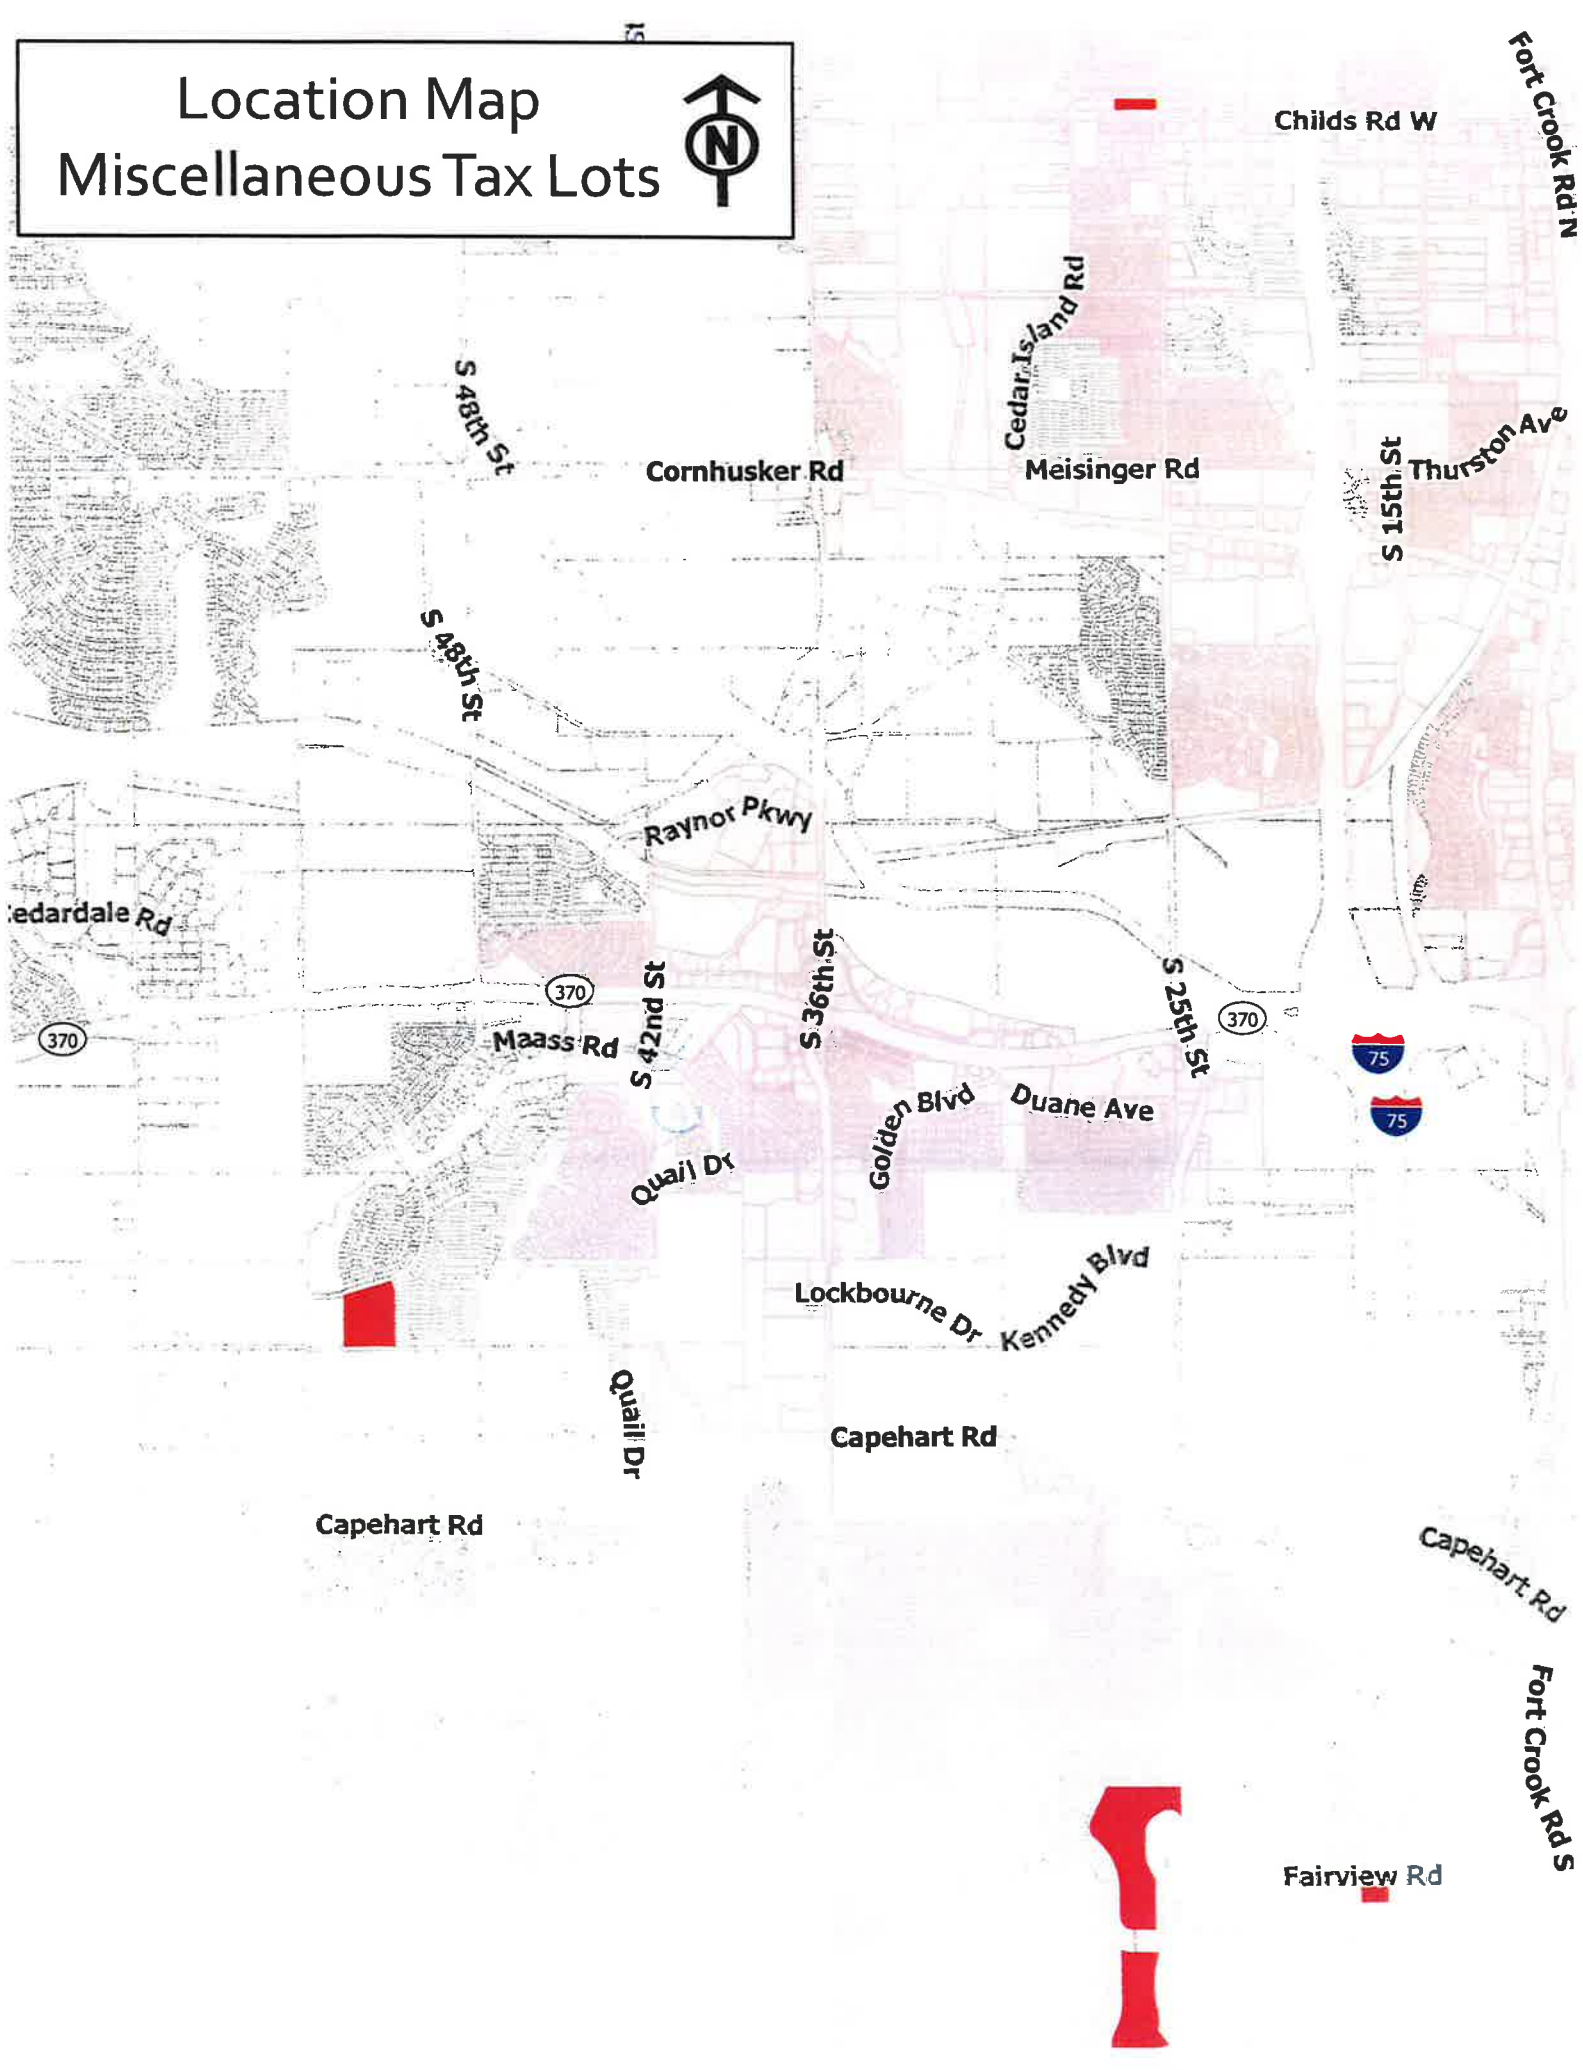 St
Location Map
Miscellaneous Tax Lots
N
Childs Rd W
Fort Crook Rd N
Cedar Island Rd
S 48th St
Cornhusker Rd
Meisinger Rd
S 15th St
Thurston Ave
S 48th St
Raynor Pkwy
edardale Rd
370
S 42nd St
S 36th St
S 25th St
370
370
Maass Rd
75
75
Golden Blvd
Duane Ave
Quail Dr
Lockbourne Dr
Kennedy Blvd
Quail Dr
Capehart Rd
Capehart Rd
Capehart Rd
Fort Crook Rd S
Fairview Rd